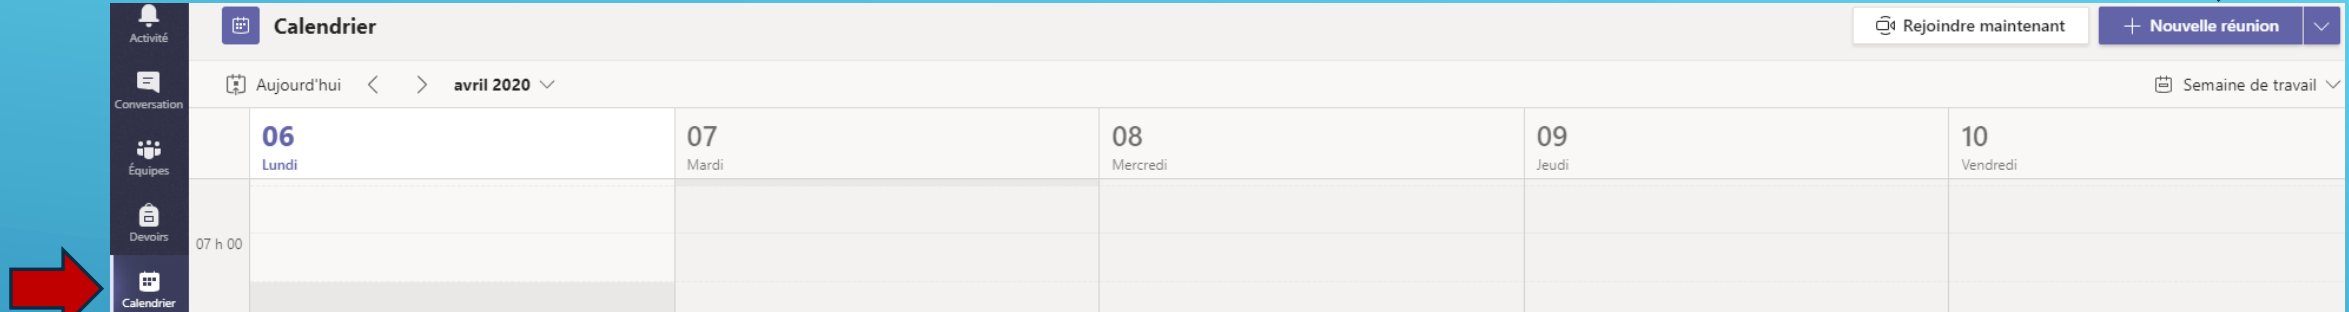 Activité
Calendrier
Rejoindre maintenant
Nouvelle réunion
Conversation
Aujourd'hui
avril 2020
Semaine de travail
Équipes
06
Lundi
07
Mardi
08
Mercredi
09
Jeudi
10
Vendredi
Devoirs
07 h 00
Calendrier